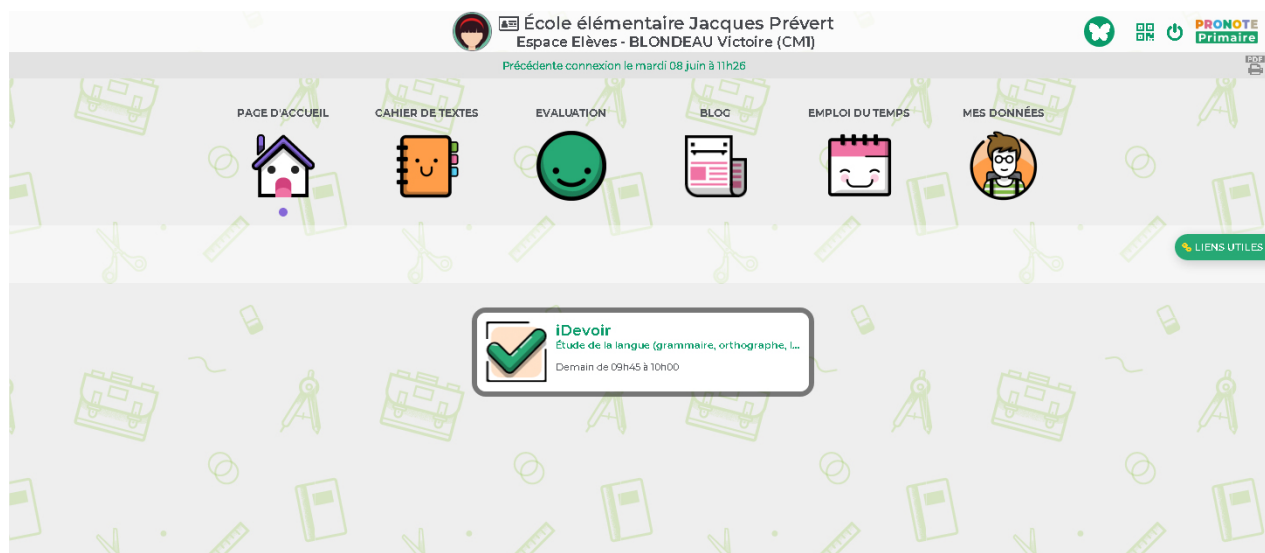 École élémentaire Jacques Prévert
Espace Elèves - BLONDEAU Victoire (CM1)
PRONOTE
Primaire
Précédente connexion le mardi 08 juin à 11h26
PDF
PAGE D'ACCUEIL
CAHIER DE TEXTES
EVALUATION
BLOG
EMPLOI DU TEMPS
MES DONNÉES
LIENS UTILES
iDevoir
Étude de la langue (grammaire, orthographe, l...
Demain de 09h45 à 10h00